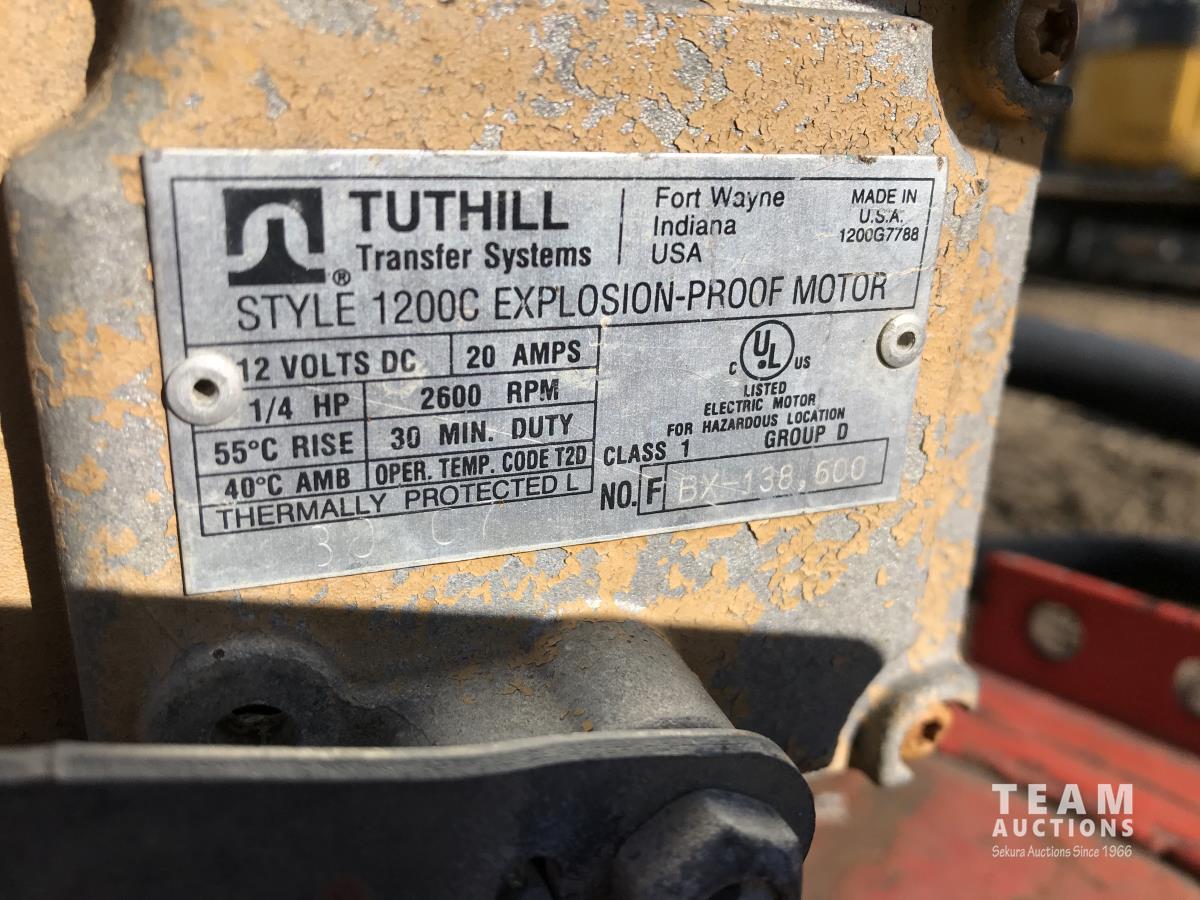 TUTHILL
Transfer Systems
®
Fort Wayne
Indiana
USA
MADE IN
U.S.A.
1200G7788
STYLE 1200C EXPLOSION-PROOF MOTOR
12 VOLTS DC 20 AMPS
1/4 HP 2600 RPM
55°C RISE 30 MIN. DUTY
40°C AMB OPER. TEMP. CODE T2D
THERMALLY PROTECTED L
C UL US
LISTED
ELECTRIC MOTOR
FOR HAZARDOUS LOCATION
CLASS 1 GROUP D
NO. F BX-138,600
TEAM
AUCTIONS
Sekura Auctions Since 1966